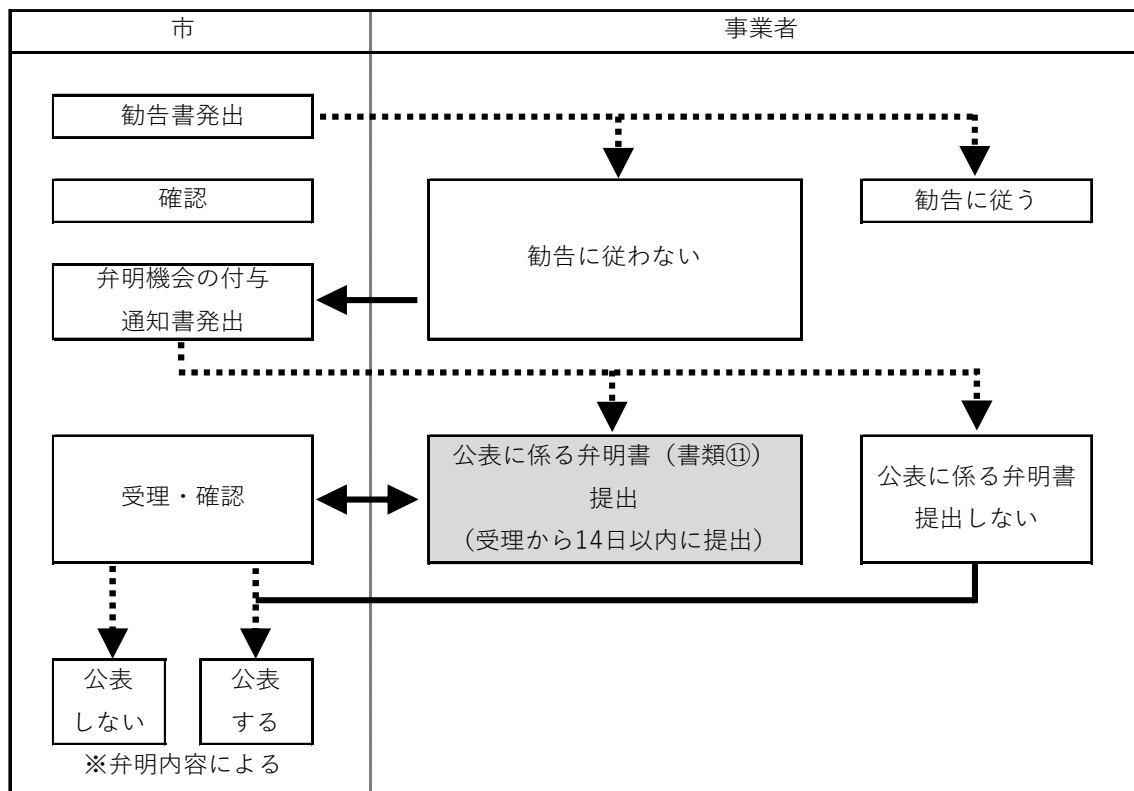 市
事業者
勧告書発出
確認
勧告に従わない
勧告に従う
弁明機会の付与
通知書発出
受理・確認
公表に係る弁明書（書類⑪）
提出
（受理から14日以内に提出）
公表に係る弁明書
提出しない
公表
しない
公表
する
※弁明内容による